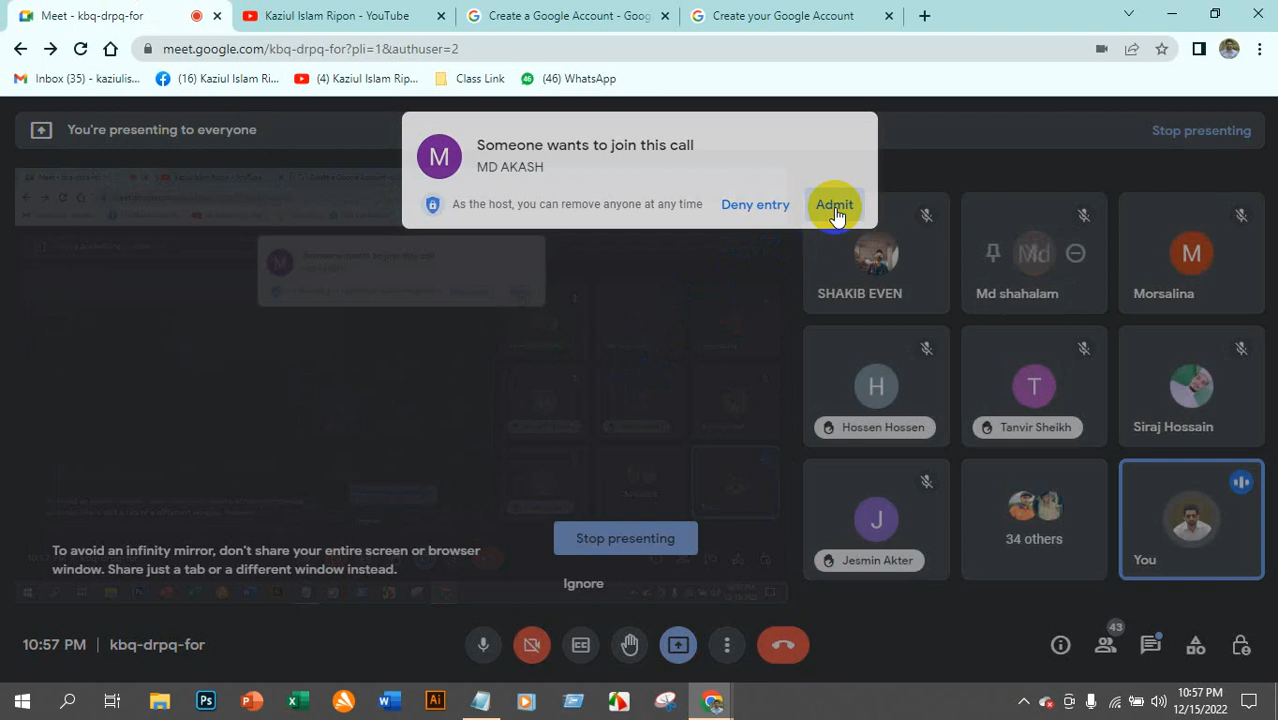 Meet - kbq-drpq-for
Kaziul Islam Ripon - YouTube
Create a Google Account - Goog
Create your Google Account
meet.google.com/kbq-drpq-for?pli=1&authuser=2
Inbox (35) - kaziulis...
(16) Kaziul Islam Ri...
(4) Kaziul Islam Rip...
Class Link
(46) WhatsApp
You're presenting to everyone
Stop presenting
Someone wants to join this call
M
MD AKASH
As the host, you can remove anyone at any time
Deny entry
Admit
SHAKIB EVEN
Md
Md shahalam
M
Morsalina
H
Hossen Hossen
T
Tanvir Sheikh
Siraj Hossain
J
Jesmin Akter
34 others
You
Stop presenting
To avoid an infinity mirror, don't share your entire screen or browser
window. Share just a tab or a different window instead.
Ignore
10:57 PM
kbq-drpq-for
43
10:57 PM
12/15/2022